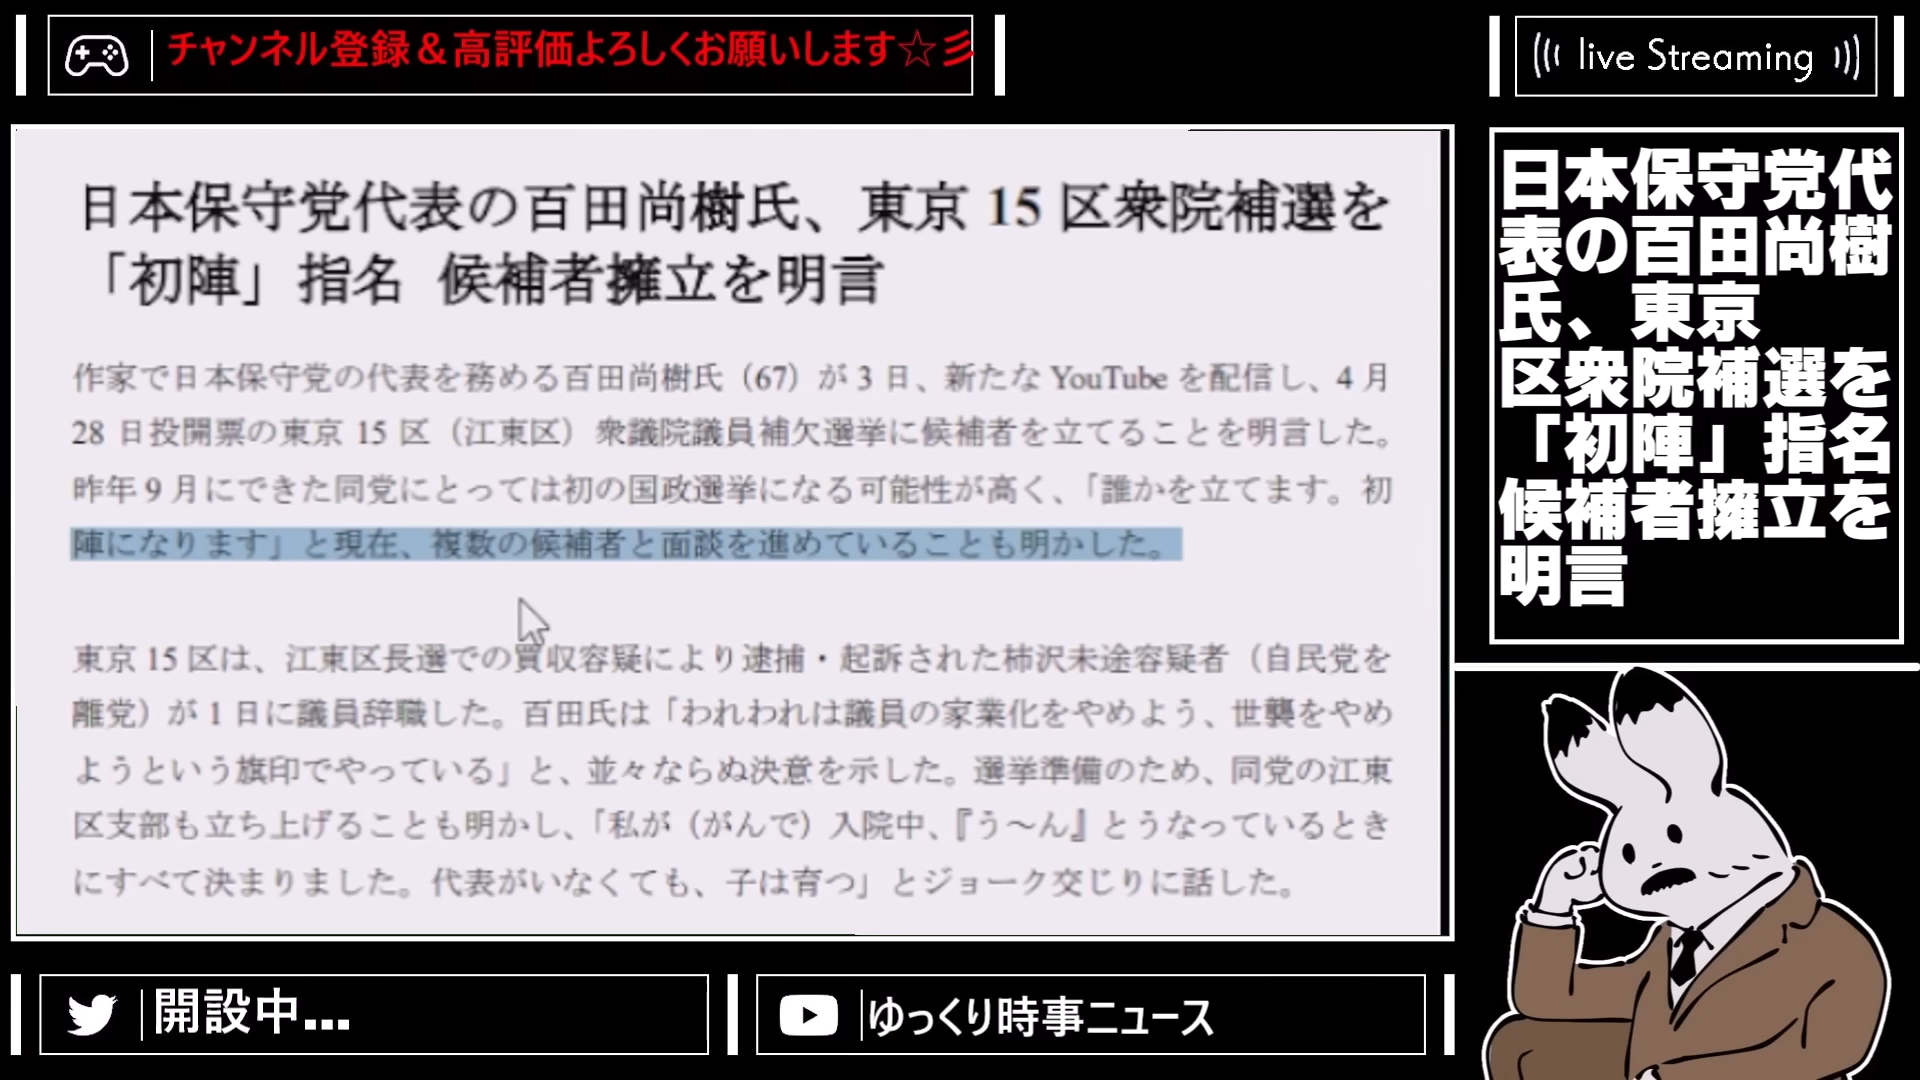 チャンネル登録＆高評価よろしくお願いします☆彡
live Streaming
日本保守党代表の百田尚樹氏、東京 15 区衆院補選を
「初陣」指名 候補者擁立を明言
作家で日本保守党の代表を務める百田尚樹氏（67）が 3 日、新たな YouTube を配信し、4 月
28 日投開票の東京 15 区（江東区）衆議院議員補欠選挙に候補者を立てることを明言した。
昨年 9 月にできた同党にとっては初の国政選挙になる可能性が高く、「誰かを立てます。初
陣になります」と現在、複数の候補者と面談を進めていることも明かした。
東京 15 区は、江東区長選での買収容疑により逮捕・起訴された柿沢未途容疑者（自民党を
離党）が 1 日に議員辞職した。百田氏は「われわれは議員の家業化をやめよう、世襲をやめ
ようという旗印でやっている」と、並々ならぬ決意を示した。選挙準備のため、同党の江東
区支部も立ち上げることも明かし、「私が（がんで）入院中、『う〜ん』とうなっているとき
にすべて決まりました。代表がいなくても、子は育つ」とジョーク交じりに話した。
日本保守党代
表の百田尚樹
氏、東京
区衆院補選を
「初陣」指名
候補者擁立を
明言
開設中...
ゆっくり時事ニュース